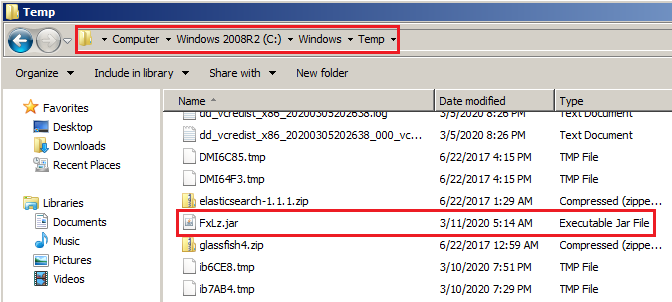 Temp
Computer Windows 2008R2 (C:) Windows Temp
Organize Include in library Share with New folder
Favorites
Desktop
Downloads
Recent Places
Libraries
Documents
Music
Pictures
Videos
Name Date modified Type
dd_vcredist_x86_20200305202638.log 3/5/2020 8:26 PM Text Document
dd_vcredist_x86_20200305202638_000_vc... 3/5/2020 8:26 PM Text Document
DMI6C85.tmp 6/22/2017 4:15 PM TMP File
DMI64F3.tmp 6/22/2017 4:15 PM TMP File
elasticsearch-1.1.1.zip 6/22/2017 1:29 AM Compressed (zippe...
FxLz.jar 3/11/2020 5:14 AM Executable Jar File
glassfish4.zip 6/22/2017 12:59 AM Compressed (zippe...
ib6CE8.tmp 3/10/2020 7:51 PM TMP File
ib7AB4.tmp 3/10/2020 7:53 PM TMP File